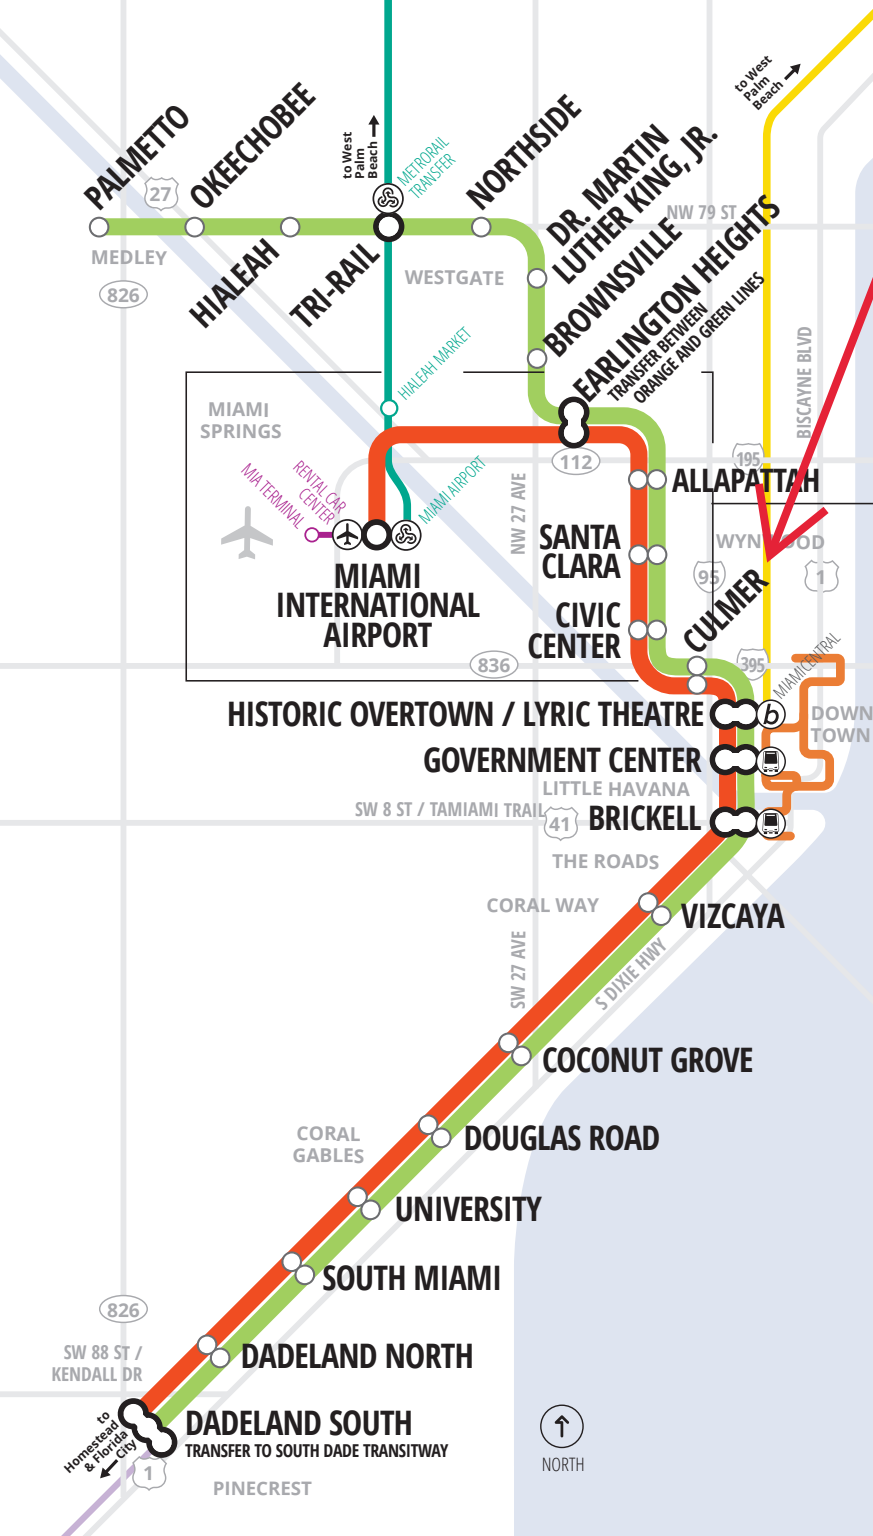 to West
Palm
Beach
to West
Palm
Beach
METRORAIL
TRANSFER
PALMETTO
27
OKEECHOBEE
NORTHSIDE
DR. MARTIN
LUTHER KING, JR.
NW 79 ST
MEDLEY
826
HIALEAH
TRI-RAIL
WESTGATE
BROWNSVILLE
EARLINGTON HEIGHTS
TRANSFER BETWEEN
ORANGE AND GREEN LINES
HIALEAH MARKET
BISCAYNE BLVD
MIAMI
SPRINGS
112
195
ALLAPATTAH
RENTAL CAR
CENTER
MIA TERMINAL
MIAMI AIRPORT
NW 27 AVE
SANTA
CLARA
WYNWOOD
95
1
MIAMI
INTERNATIONAL
AIRPORT
CIVIC
CENTER
CULMER
836
395
MIAMICENTRAL
HISTORIC OVERTOWN / LYRIC THEATRE
b
DOWN
TOWN
GOVERNMENT CENTER
LITTLE HAVANA
SW 8 ST / TAMIAMI TRAIL
41
BRICKELL
THE ROADS
CORAL WAY
VIZCAYA
SW 27 AVE
S DIXIE HWY
COCONUT GROVE
CORAL
GABLES
DOUGLAS ROAD
UNIVERSITY
SOUTH MIAMI
826
SW 88 ST /
KENDALL DR
DADELAND NORTH
to
Homestead
& Florida
City
DADELAND SOUTH
TRANSFER TO SOUTH DADE TRANSITWAY
1
PINECREST
NORTH